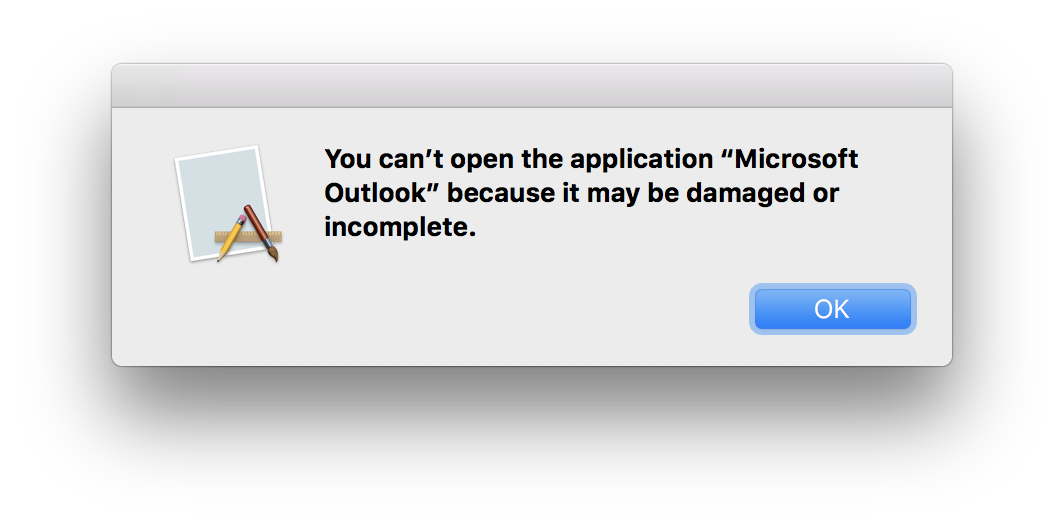 You can’t open the application “Microsoft
Outlook” because it may be damaged or
incomplete.
OK